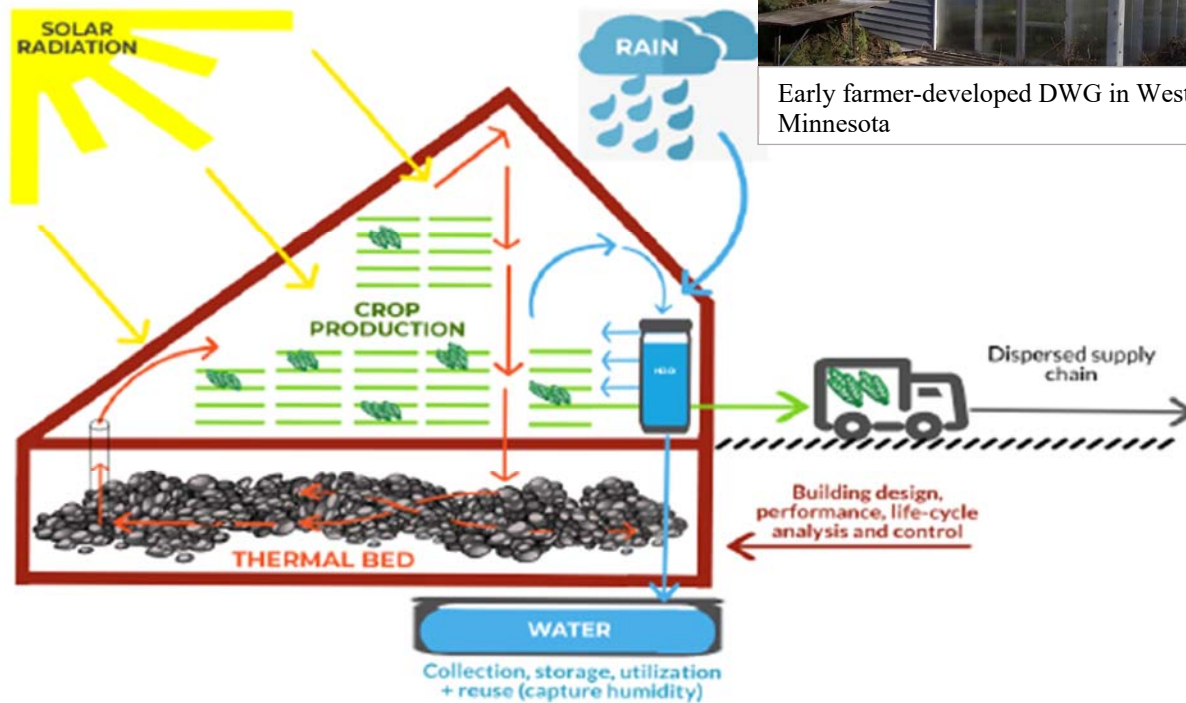 SOLAR
RADIATION
RAIN
Early farmer-developed DWG in West
Minnesota
CROP
PRODUCTION
H2O
Dispersed supply
chain
Building design,
performance, life-cycle
analysis and control
THERMAL BED
WATER
Collection, storage, utilization
+ reuse (capture humidity)